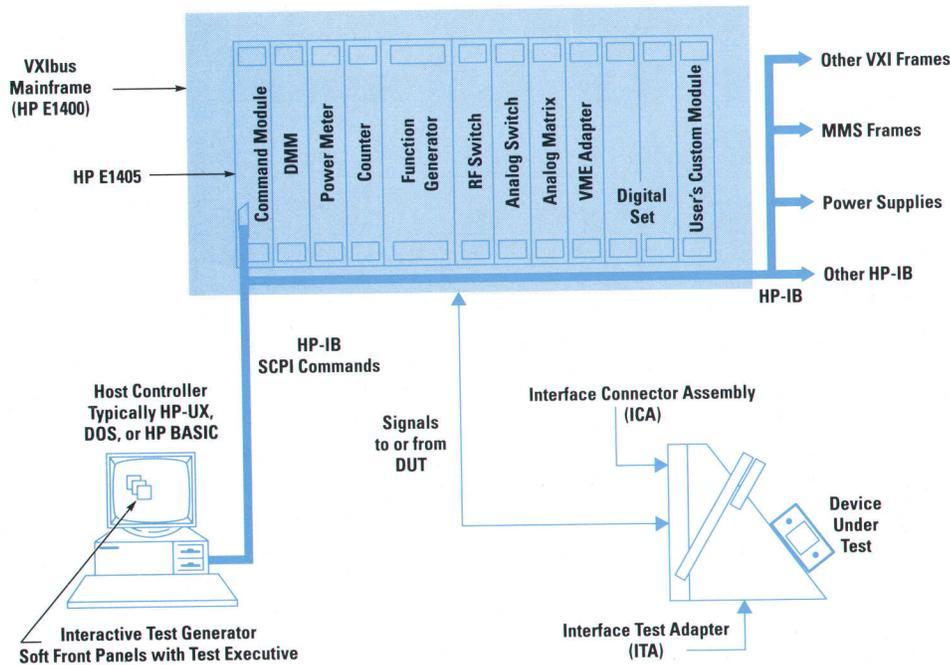 VXIbus
Mainframe
(HP E1400)
HP E1405
Command Module
DMM
Power Meter
Counter
Function
Generator
RF Switch
Analog Switch
Analog Matrix
VME Adapter
Digital
Set
User's Custom Module
Other VXI Frames
MMS Frames
Power Supplies
Other HP-IB
HP-IB
HP-IB
SCPI Commands
Host Controller
Typically HP-UX,
DOS, or HP BASIC
Signals
to or from
DUT
Interface Connector Assembly
(ICA)
Device
Under
Test
Interactive Test Generator
Soft Front Panels with Test Executive
Interface Test Adapter
(ITA)